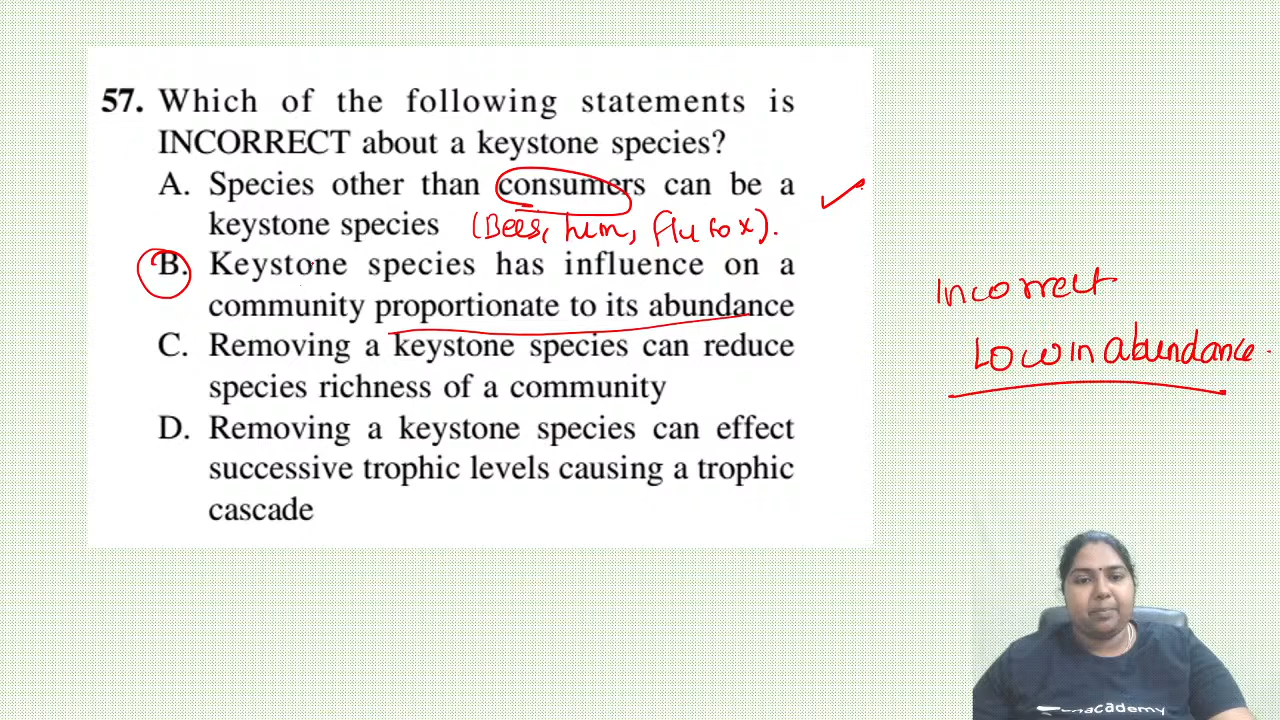 57. Which of the following statements is
INCORRECT about a keystone species?
A. Species other than consumers can be a
keystone species (Bees, hum,
B. Keystone species has influence on a
community proportionate to its abundance
C. Removing a keystone species can reduce
species richness of a community
D. Removing a keystone species can effect
successive trophic levels causing a trophic
cascade
Incorrect
Low in abundance.
academy